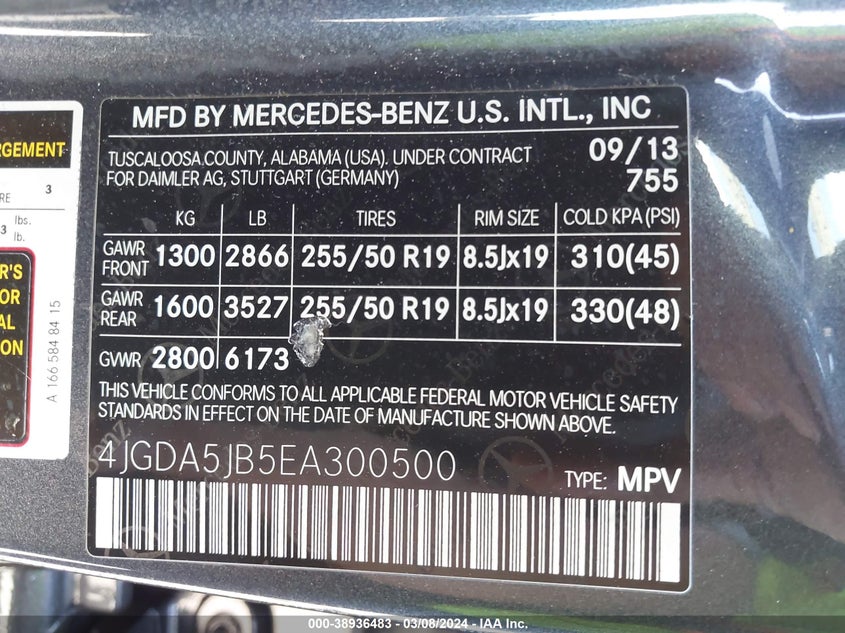 MFD BY MERCEDES-BENZ U.S. INTL., INC
TUSCALOOSA COUNTY, ALABAMA (USA). UNDER CONTRACT
FOR DAIMLER AG, STUTTGART (GERMANY)
09/13
755
KG LB TIRES RIM SIZE COLD KPA (PSI)
GAWR FRONT 1300 2866 255/50 R19 8.5Jx19 310(45)
GAWR REAR 1600 3527 255/50 R19 8.5Jx19 330(48)
GVWR 2800 6173
THIS VEHICLE CONFORMS TO ALL APPLICABLE FEDERAL MOTOR VEHICLE SAFETY
STANDARDS IN EFFECT ON THE DATE OF MANUFACTURE SHOWN ABOVE.
4JGDA5JB5EA300500
TYPE: MPV
3
lbs.
3 lb.
A 166 584 84 15
000-38936483 - 03/08/2024 - IAA Inc.